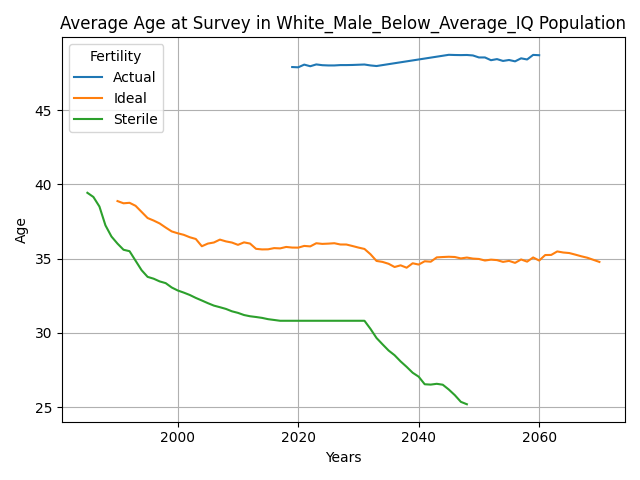 Average Age at Survey in White_Male_Below_Average_IQ Population
Fertility
Actual
Ideal
Sterile
Age
45
40
35
30
25
2000
2020
2040
2060
Years